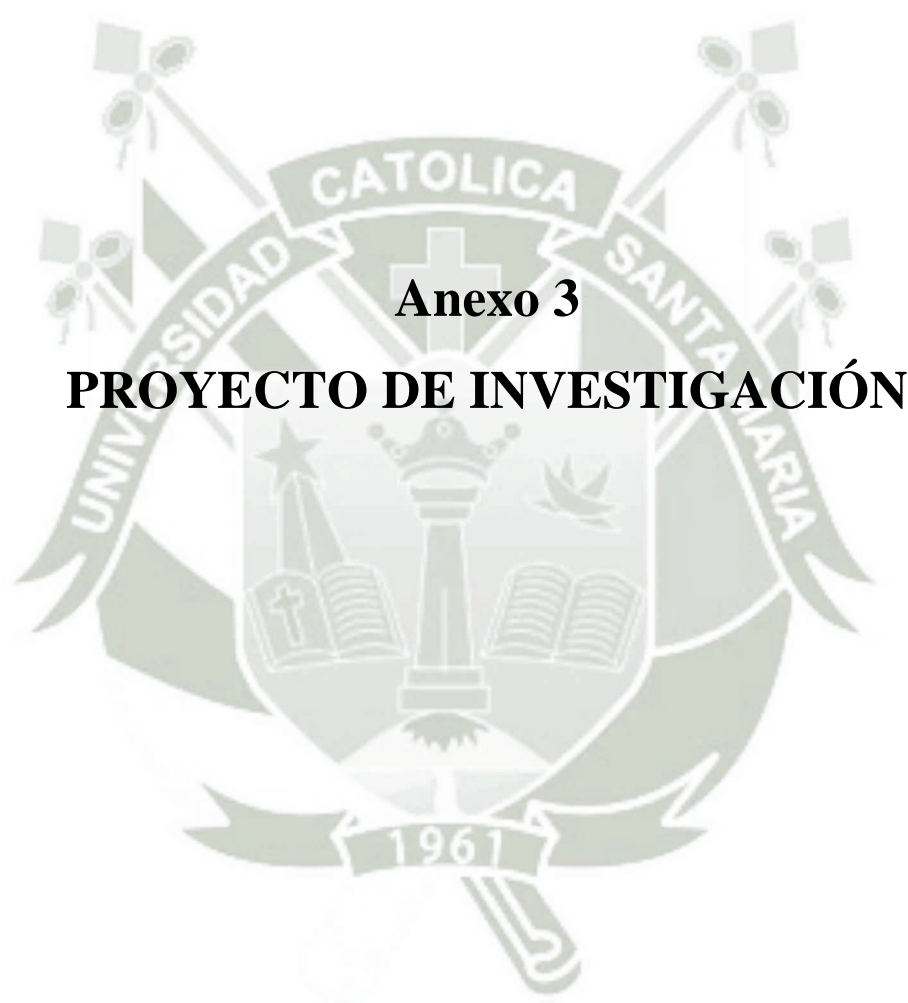 CATOLICA
UNIVERSIDAD
SANTA MARIA
Anexo 3
PROYECTO DE INVESTIGACIÓN
1961